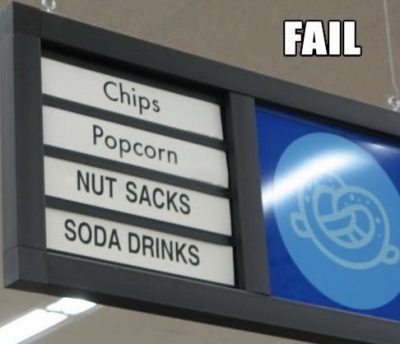 FAIL
Chips
Popcorn
NUT SACKS
SODA DRINKS